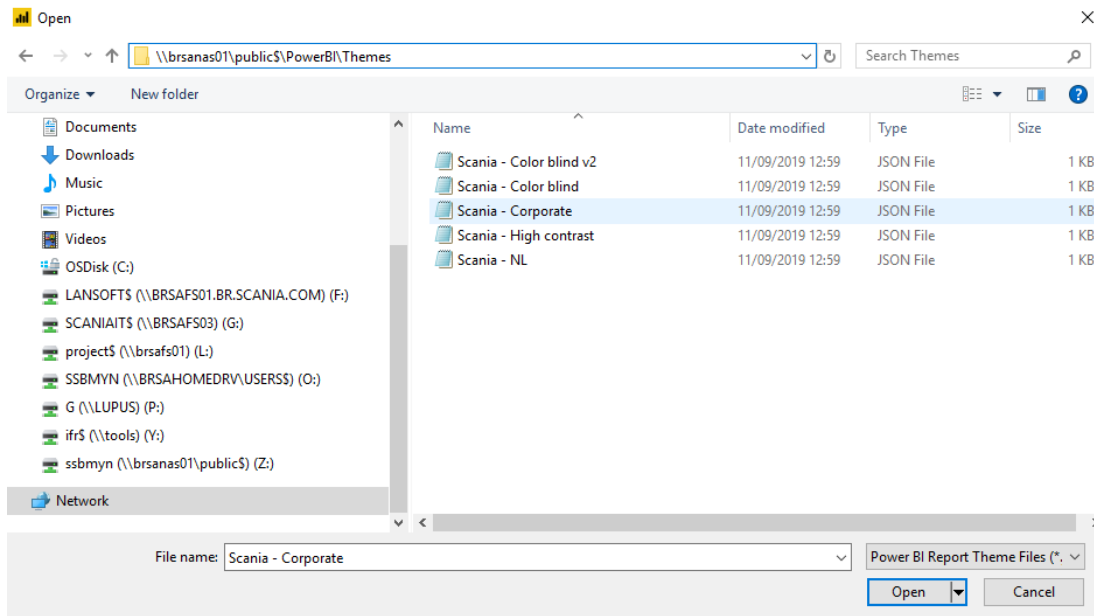 Open
\\brsanas01\public$\PowerBI\Themes
Search Themes
Organize
New folder
Documents
Downloads
Music
Pictures
Videos
OSDisk (C:)
LANSOFT$ (\\BRSAFS01.BR.SCANIA.COM) (F:)
SCANIAIT$ (\\BRSAFS03) (G:)
project$ (\\brsafs01) (L:)
SSBMYN (\\BRSAHOMEDRV\USERS$) (O:)
G (\\LUPUS) (P:)
ifr$ (\\tools) (Y:)
ssbmyn (\\brsanas01\public$) (Z:)
Network
Name Date modified Type Size
Scania - Color blind v2 11/09/2019 12:59 JSON File 1 KB
Scania - Color blind 11/09/2019 12:59 JSON File 1 KB
Scania - Corporate 11/09/2019 12:59 JSON File 1 KB
Scania - High contrast 11/09/2019 12:59 JSON File 1 KB
Scania - NL 11/09/2019 12:59 JSON File 1 KB
File name: Scania - Corporate
Power BI Report Theme Files (*.
Open Cancel